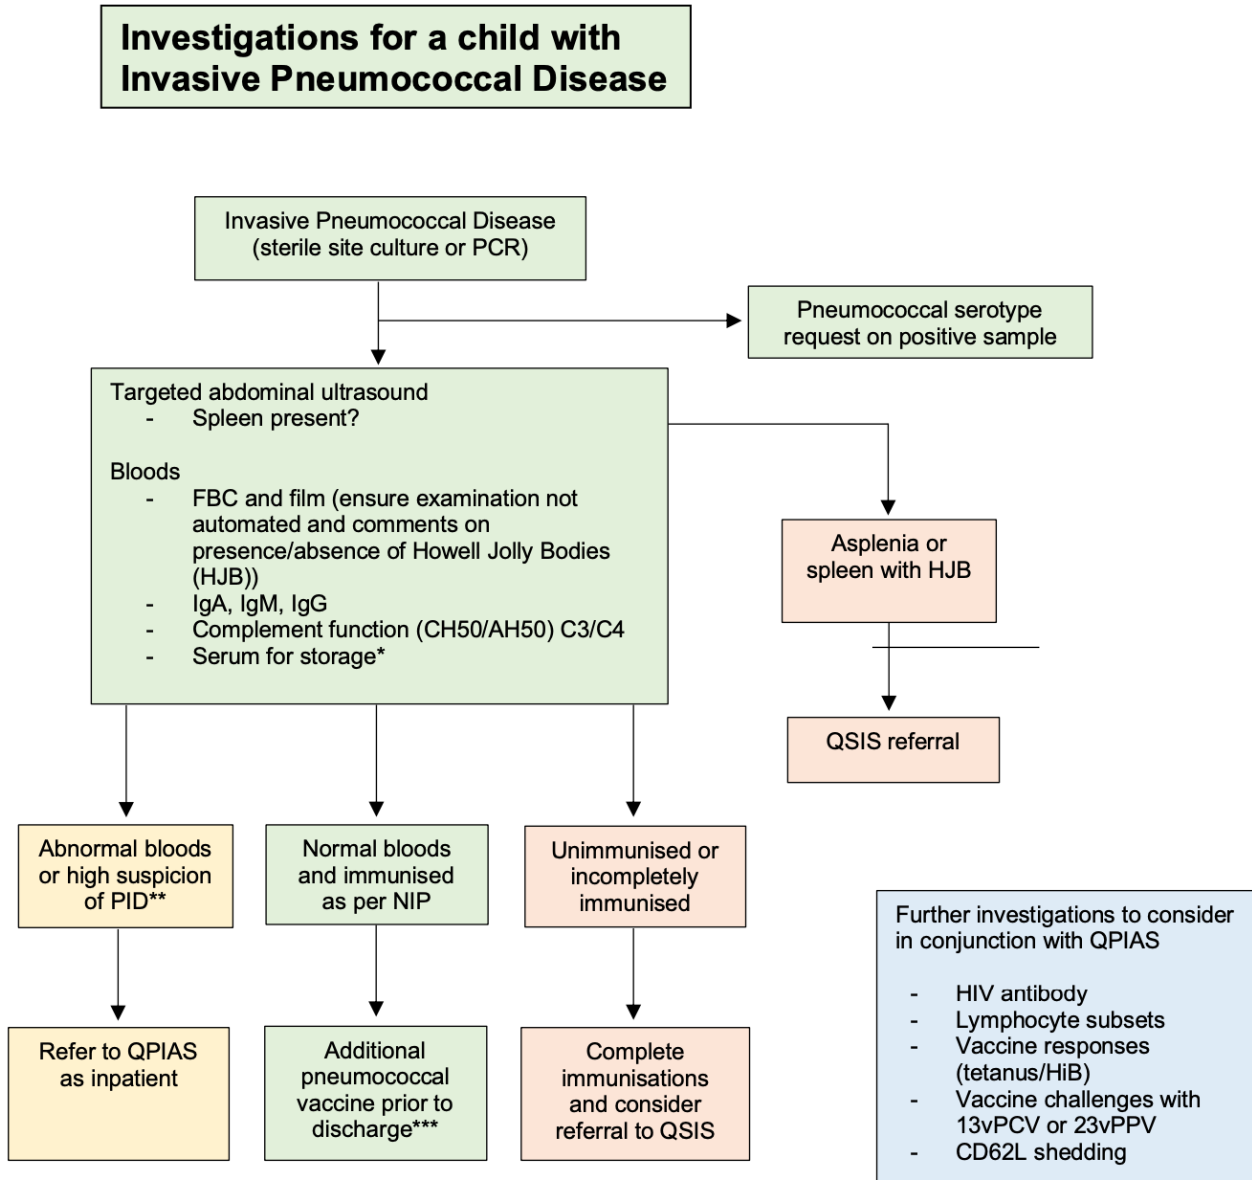 Investigations for a child with
Invasive Pneumococcal Disease
Invasive Pneumococcal Disease
(sterile site culture or PCR)
Pneumococcal serotype
request on positive sample
Targeted abdominal ultrasound
- Spleen present?
Bloods
- FBC and film (ensure examination not
automated and comments on
presence/absence of Howell Jolly Bodies
(HJB))
- IgA, IgM, IgG
- Complement function (CH50/AH50) C3/C4
- Serum for storage*
Asplenia or
spleen with HJB
QSIS referral
Abnormal bloods
or high suspicion
of PID**
Normal bloods
and immunised
as per NIP
Unimmunised or
incompletely
immunised
Refer to QPIAS
as inpatient
Additional
pneumococcal
vaccine prior to
discharge***
Complete
immunisations
and consider
referral to QSIS
Further investigations to consider
in conjunction with QPIAS
- HIV antibody
- Lymphocyte subsets
- Vaccine responses
(tetanus/HiB)
- Vaccine challenges with
13vPCV or 23vPPV
- CD62L shedding